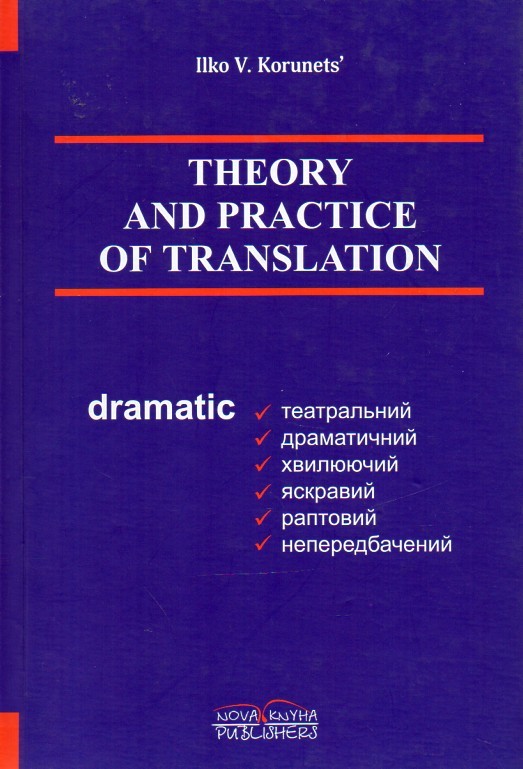 Ilko V. Korunets'
THEORY
AND PRACTICE
OF TRANSLATION
dramatic
театральний
драматичний
хвилюючий
яскравий
раптовий
непередбачений
NOVA KNYHA
PUBLISHERS